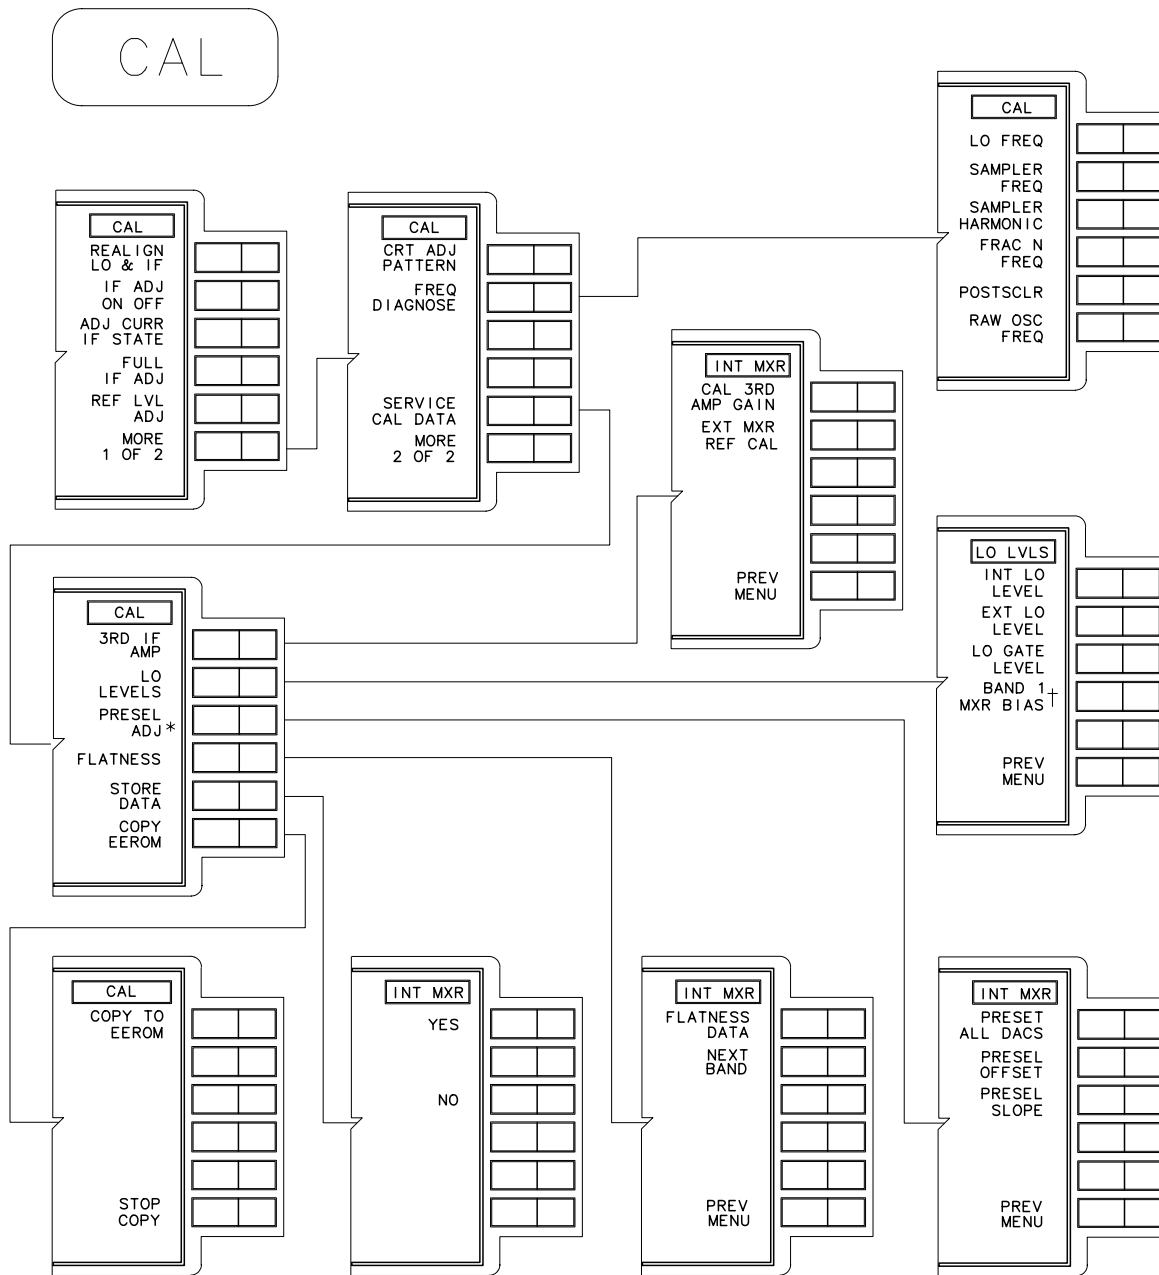 CAL
CAL
LO FREQ
SAMPLER
FREQ
SAMPLER
HARMONIC
FRAC N
FREQ
POSTSCLR
RAW OSC
FREQ
CAL
REALIGN
LO & IF
IF ADJ
ON OFF
ADJ CURR
IF STATE
FULL
IF ADJ
REF LVL
ADJ
MORE
1 OF 2
CAL
CRT ADJ
PATTERN
FREQ
DIAGNOSE
SERVICE
CAL DATA
MORE
2 OF 2
INT MXR
CAL 3RD
AMP GAIN
EXT MXR
REF CAL
PREV
MENU
LO LVLS
INT LO
LEVEL
EXT LO
LEVEL
LO GATE
LEVEL
BAND 1
MXR BIAS†
PREV
MENU
CAL
3RD IF
AMP
LO
LEVELS
PRESEL
ADJ*
FLATNESS
STORE
DATA
COPY
EEROM
CAL
COPY TO
EEROM
STOP
COPY
INT MXR
YES
NO
INT MXR
FLATNESS
DATA
NEXT
BAND
PREV
MENU
INT MXR
PRESET
ALL DACS
PRESEL
OFFSET
PRESEL
SLOPE
PREV
MENU